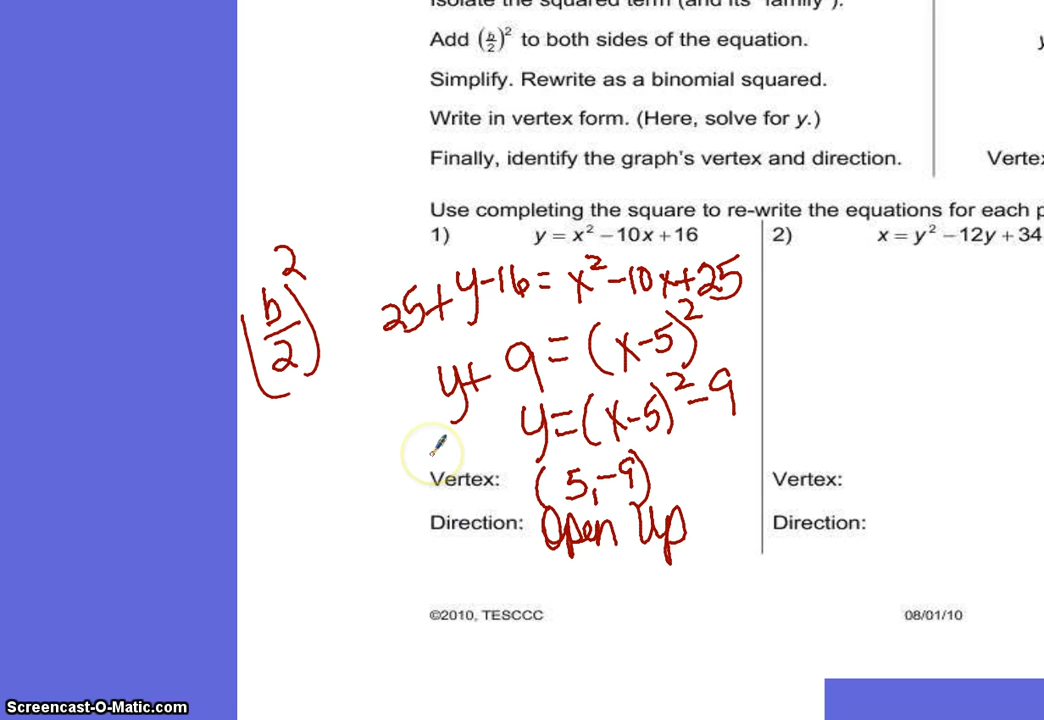 Isolate the squared term (and its "family").
Add (b/2)² to both sides of the equation.
y
Simplify. Rewrite as a binomial squared.
Write in vertex form. (Here, solve for y.)
Finally, identify the graph's vertex and direction.
Verte
Use completing the square to re-write the equations for each p
1) y = x² − 10x + 16
2) x = y² − 12y + 34
(b/2)²
25+y-16 = x²-10x+25
y+9 = (x-5)²
y=(x-5)²-9
Vertex: (5,-9)
Direction: Open Up
Vertex:
Direction:
©2010, TESCCC
08/01/10
Screencast-O-Matic.com